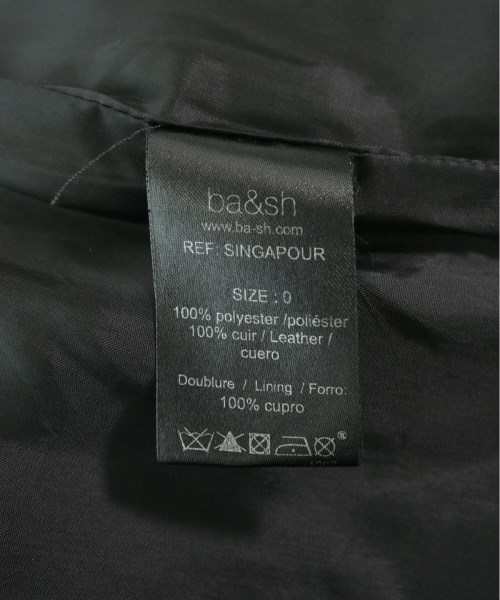 ba&sh
www.ba-sh.com
REF: SINGAPOUR
SIZE : 0
100% polyester /poliéster
100% cuir / Leather /
cuero
Doublure / Lining / Forro:
100% cupro
®